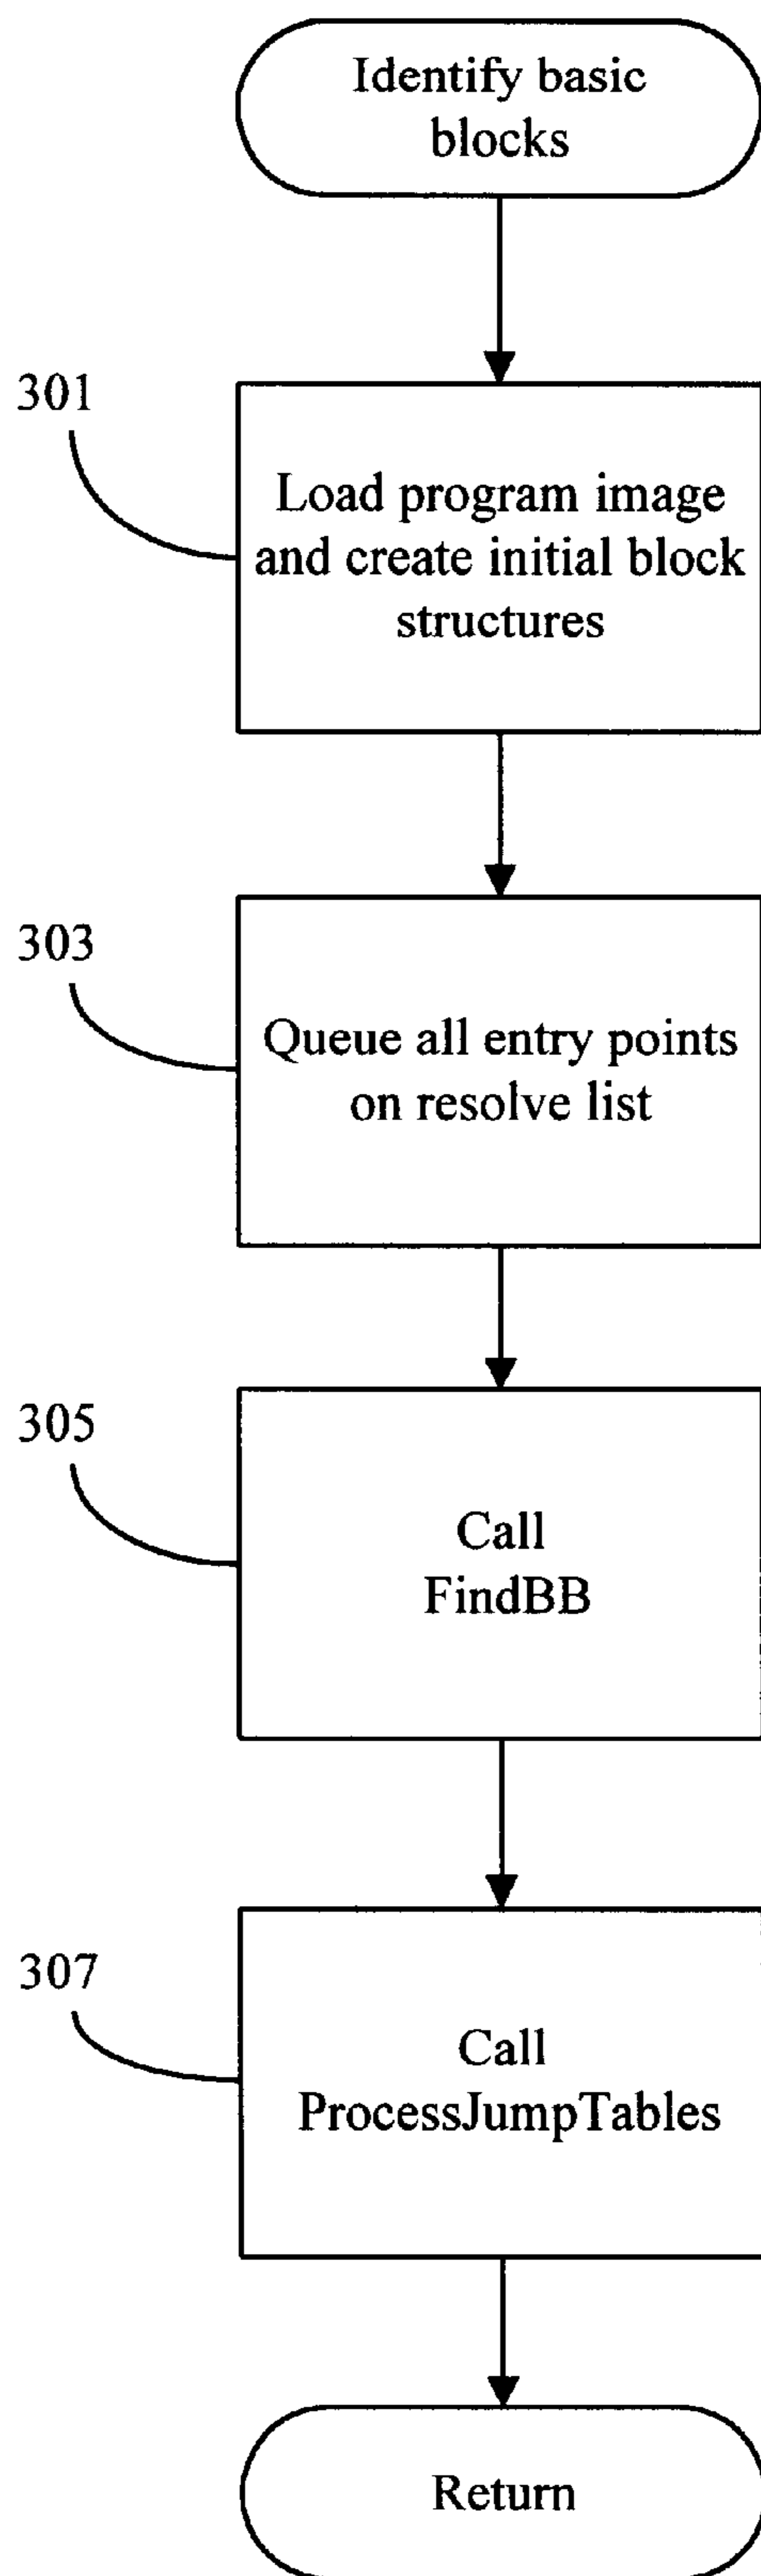 Identify basic
blocks
301
Load program image
and create initial block
structures
303
Queue all entry points
on resolve list
305
Call
FindBB
307
Call
ProcessJumpTables
Return